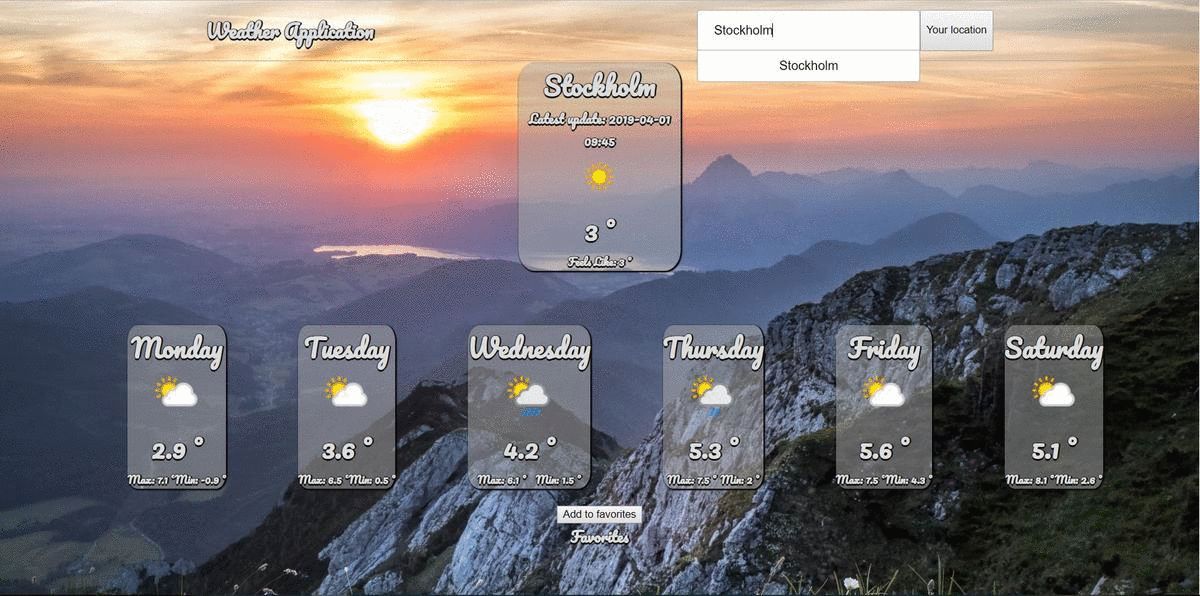 Weather Application
Stockholm
Your location
Stockholm
Stockholm
Latest update: 2019-04-01
09:45
3 °
Feels Like: 3 °
Monday
2.9 °
Max: 7.1 ° Min: -0.9 °
Tuesday
3.6 °
Max: 6.5 ° Min: 0.5 °
Wednesday
4.2 °
Max: 6.1 ° Min: 1.5 °
Thursday
5.3 °
Max: 7.5 ° Min: 2 °
Friday
5.6 °
Max: 7.5 ° Min: 4.3 °
Saturday
5.1 °
Max: 8.1 ° Min: 2.6 °
Add to favorites
Favorites